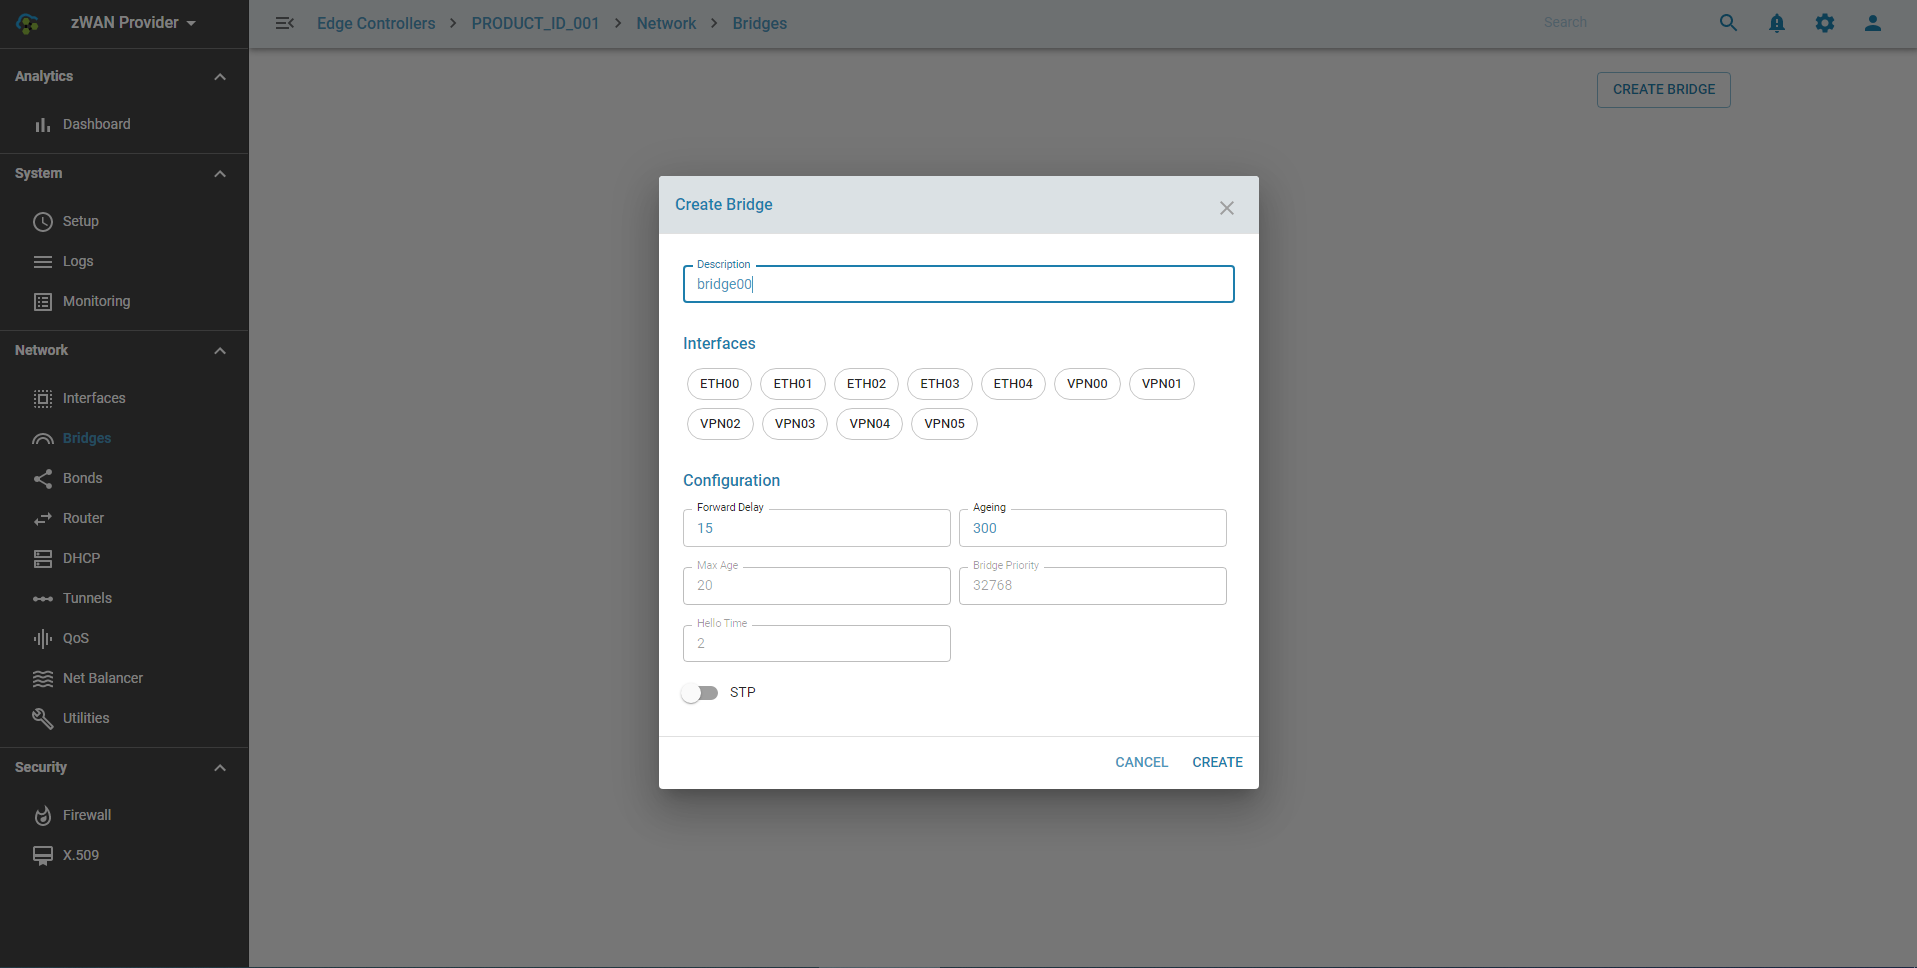 zWAN Provider
Edge Controllers > PRODUCT_ID_001 > Network > Bridges
Search
Analytics
Dashboard
System
Setup
Logs
Monitoring
Network
Interfaces
Bridges
Bonds
Router
DHCP
Tunnels
QoS
Net Balancer
Utilities
Security
Firewall
X.509
CREATE BRIDGE
Create Bridge
Description
bridge00
Interfaces
ETH00 ETH01 ETH02 ETH03 ETH04 VPN00 VPN01
VPN02 VPN03 VPN04 VPN05
Configuration
Forward Delay Ageing
15 300
Max Age Bridge Priority
20 32768
Hello Time
2
STP
CANCEL CREATE